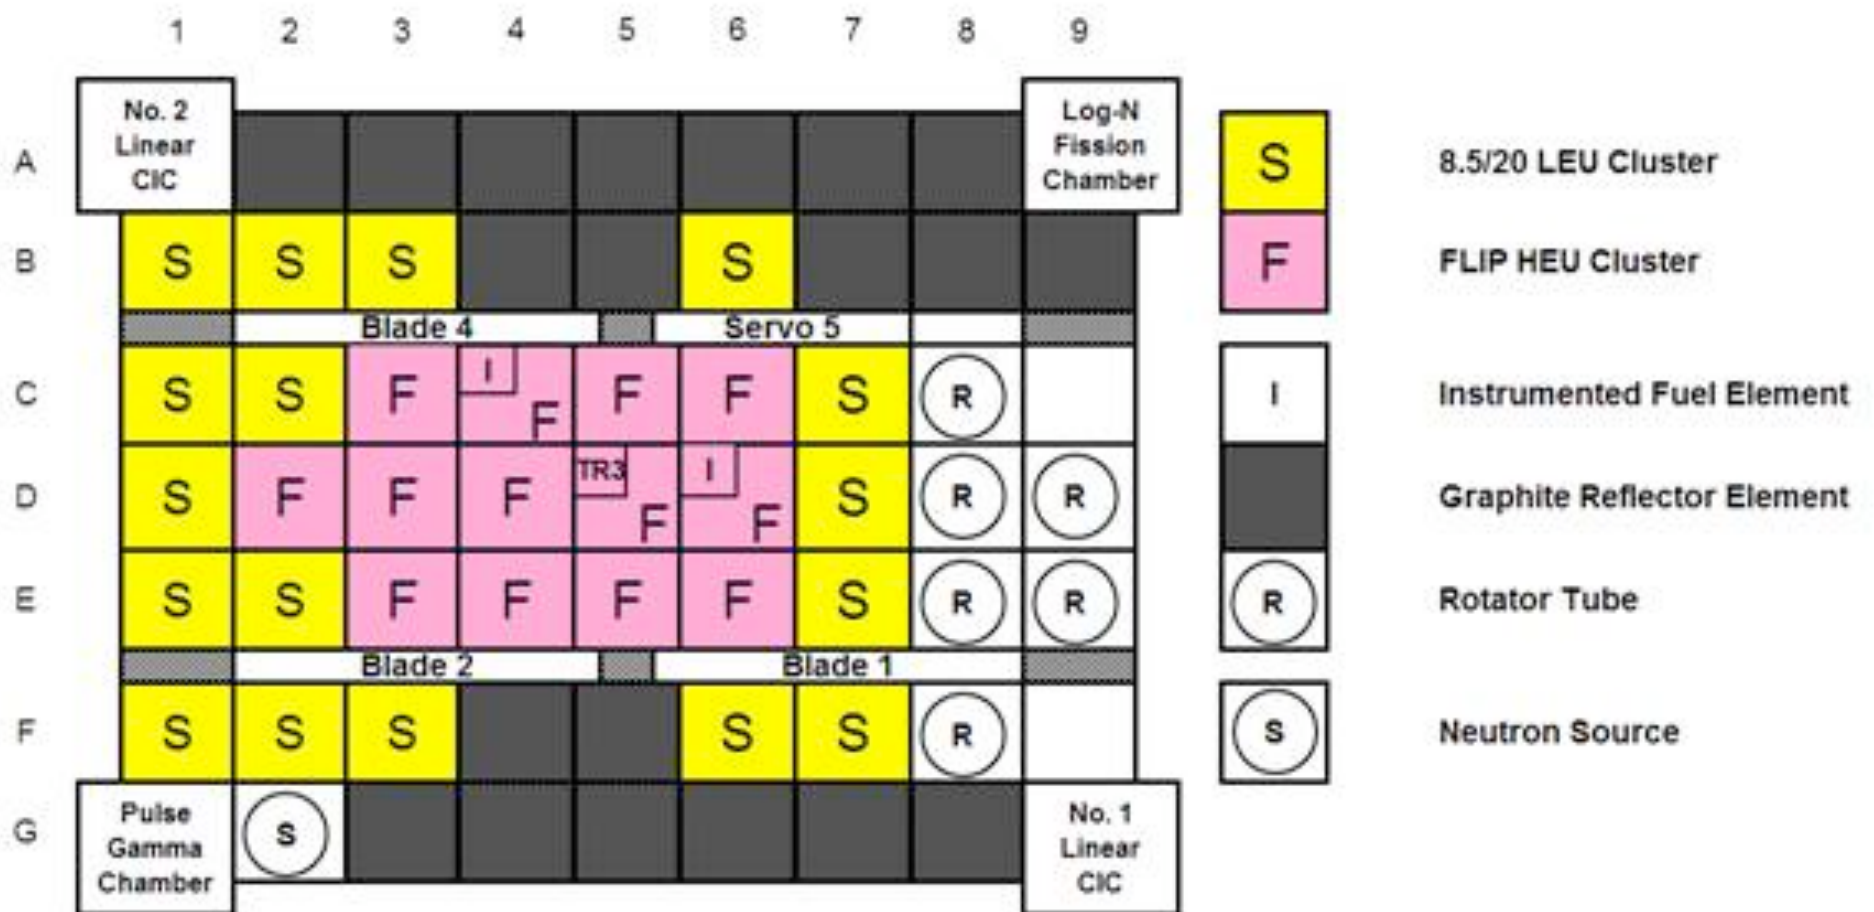 1 2 3 4 5 6 7 8 9
No. 2
Linear
CIC
Log-N
Fission
Chamber
A
S 8.5/20 LEU Cluster
B S S S S
F FLIP HEU Cluster
Blade 4 Servo 5
C S S F I F F F S R
I Instrumented Fuel Element
D S F F F TR3 F I F S R R
Graphite Reflector Element
E S S F F F F S R R
R Rotator Tube
Blade 2 Blade 1
F S S S S S R
S Neutron Source
G
Pulse
Gamma
Chamber
S
No. 1
Linear
CIC